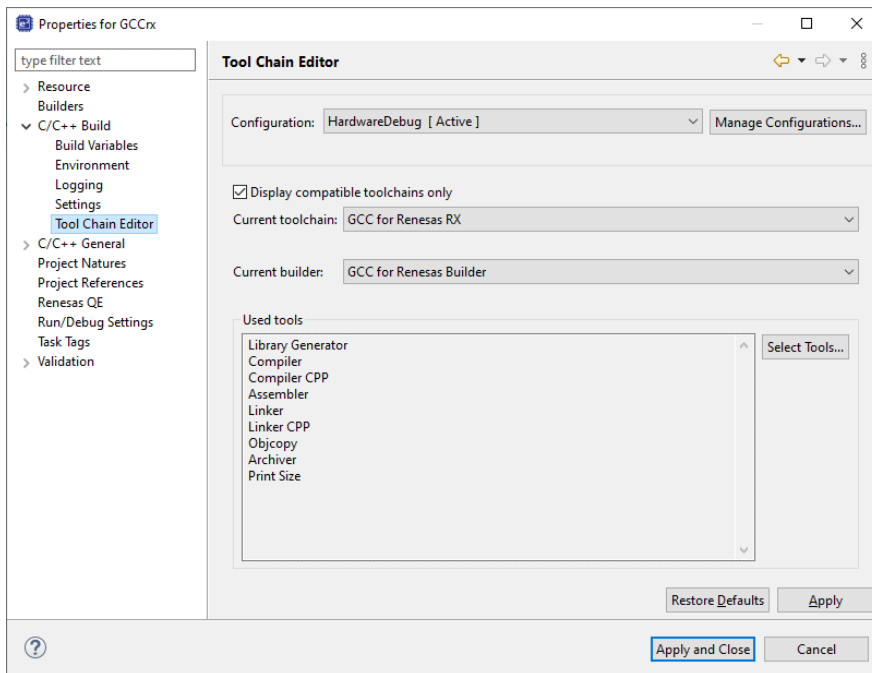 Properties for GCCrx
type filter text
Resource
Builders
C/C++ Build
Build Variables
Environment
Logging
Settings
Tool Chain Editor
C/C++ General
Project Natures
Project References
Renesas QE
Run/Debug Settings
Task Tags
Validation
Tool Chain Editor
Configuration: HardwareDebug [ Active ] Manage Configurations...
Display compatible toolchains only
Current toolchain: GCC for Renesas RX
Current builder: GCC for Renesas Builder
Used tools
Library Generator
Compiler
Compiler CPP
Assembler
Linker
Linker CPP
Objcopy
Archiver
Print Size
Select Tools...
Restore Defaults Apply
? Apply and Close Cancel